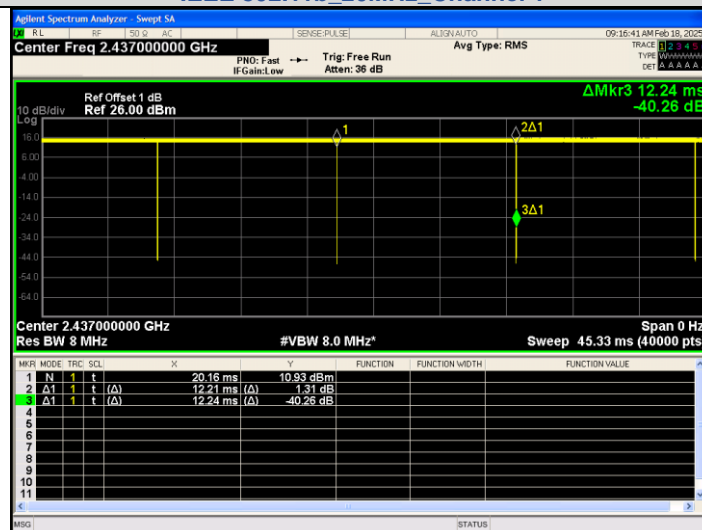 Agilent Spectrum Analyzer - Swept SA
RL RF 50 Ω AC SENSE:PULSE ALIGN AUTO 09:16:41 AM Feb 18, 2025
Center Freq 2.437000000 GHz Avg Type: RMS TRACE 1 2 3 4 5
PNO: Fast Trig: Free Run TYPE W
IFGain:Low Atten: 36 dB DET A A A A A
ΔMkr3 12.24 ms
-40.26 dB
Ref Offset 1 dB
10 dB/div Ref 26.00 dBm
Log
16.0
6.00
-4.00
-14.0
-24.0
-34.0
-44.0
-54.0
-64.0
1
2Δ1
3Δ1
Center 2.437000000 GHz Span 0 Hz
Res BW 8 MHz #VBW 8.0 MHz* Sweep 45.33 ms (40000 pts
MKR MODE TRC SCL X Y FUNCTION FUNCTION WIDTH FUNCTION VALUE
1 N 1 t 20.16 ms 10.93 dBm
2 Δ1 1 t (Δ) 12.21 ms (Δ) 1.31 dB
3 Δ1 1 t (Δ) 12.24 ms (Δ) -40.26 dB
4
5
6
7
8
9
10
11
MSG STATUS